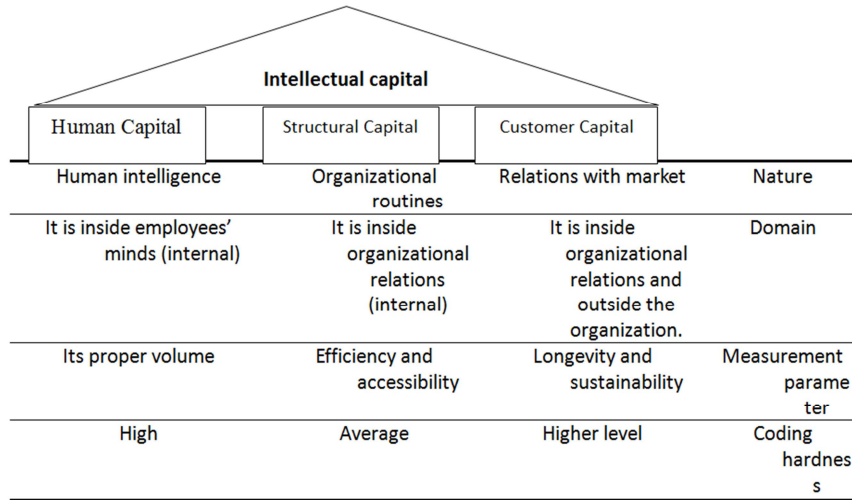 Intellectual capital
Human Capital Structural Capital Customer Capital
Human intelligence Organizational Relations with market Nature
routines
It is inside employees’ It is inside It is inside Domain
minds (internal) organizational organizational
relations relations and
(internal) outside the
organization.
Its proper volume Efficiency and Longevity and Measurement
accessibility sustainability parame
ter
High Average Higher level Coding
hardnes
s